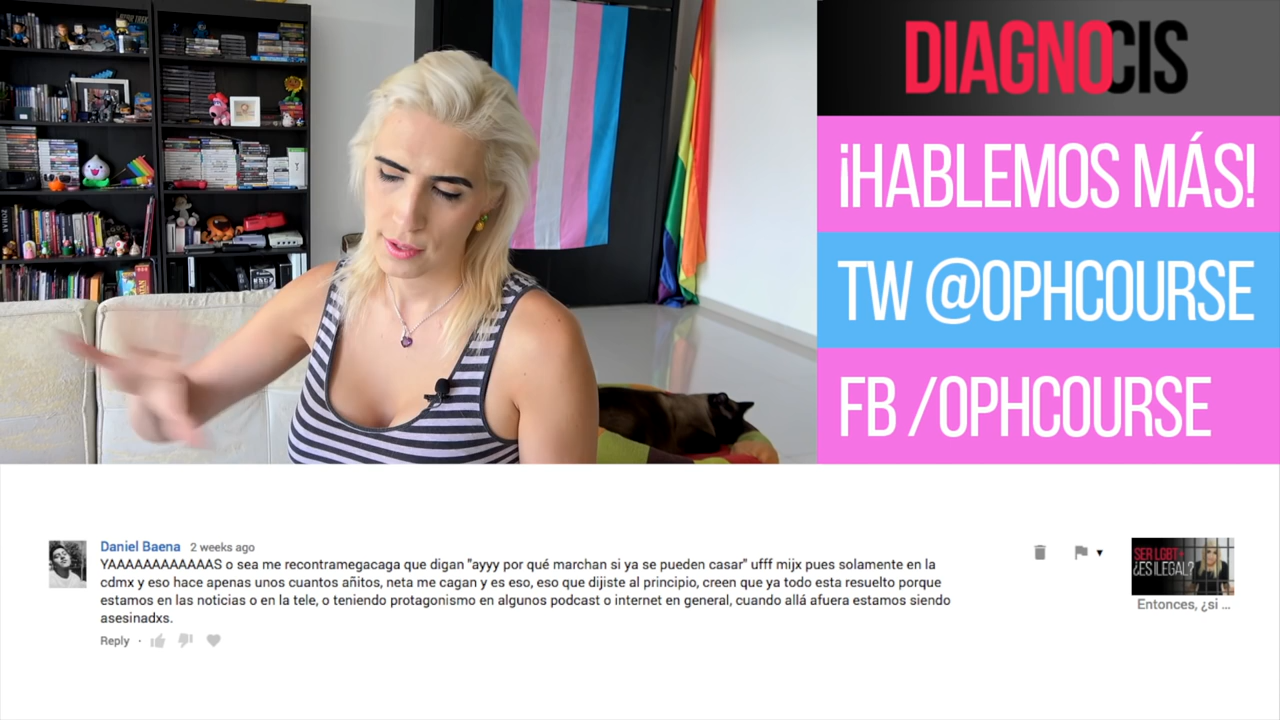 DIAGNOCIS
¡HABLEMOS MÁS!
TW @OPHCOURSE
FB /OPHCOURSE
Daniel Baena 2 weeks ago
YAAAAAAAAAAAAS o sea me recontramegacaga que digan "ayyy por qué marchan si ya se pueden casar" ufff mijx pues solamente en la
cdmx y eso hace apenas unos cuantos añitos, neta me cagan y es eso, eso que dijiste al principio, creen que ya todo esta resuelto porque
estamos en las noticias o en la tele, o teniendo protagonismo en algunos podcast o internet en general, cuando allá afuera estamos siendo
asesinadxs.
Reply ·
SER LGBT+
¿ES ILEGAL?
Entonces, ¿si ...